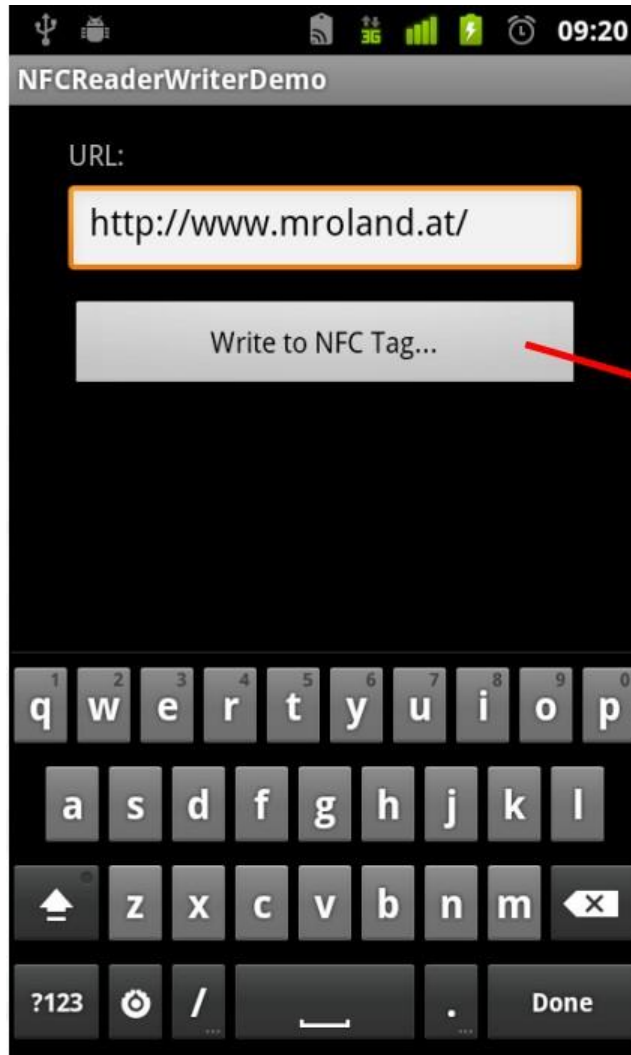 3G 09:20
NFCReaderWriterDemo
URL:
http://www.mroland.at/
Write to NFC Tag...
1 2 3 4 5 6 7 8 9 0
q w e r t y u i o p
a s d f g h j k l
z x c v b n m
?123 / ... . ... Done